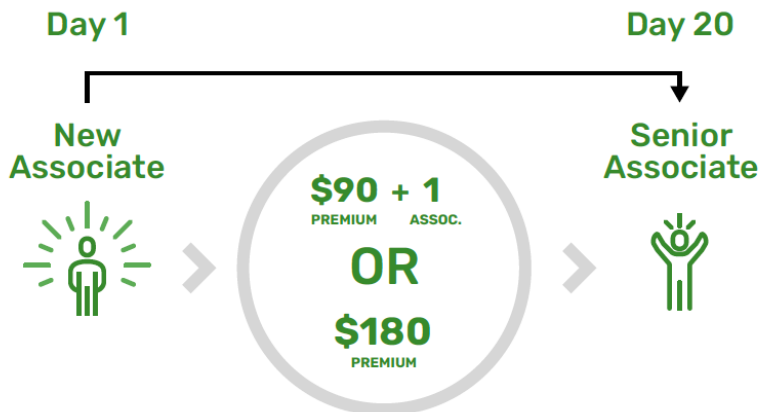 Day 1
Day 20
New
Associate
Senior
Associate
$90 + 1
PREMIUM ASSOC.
OR
$180
PREMIUM